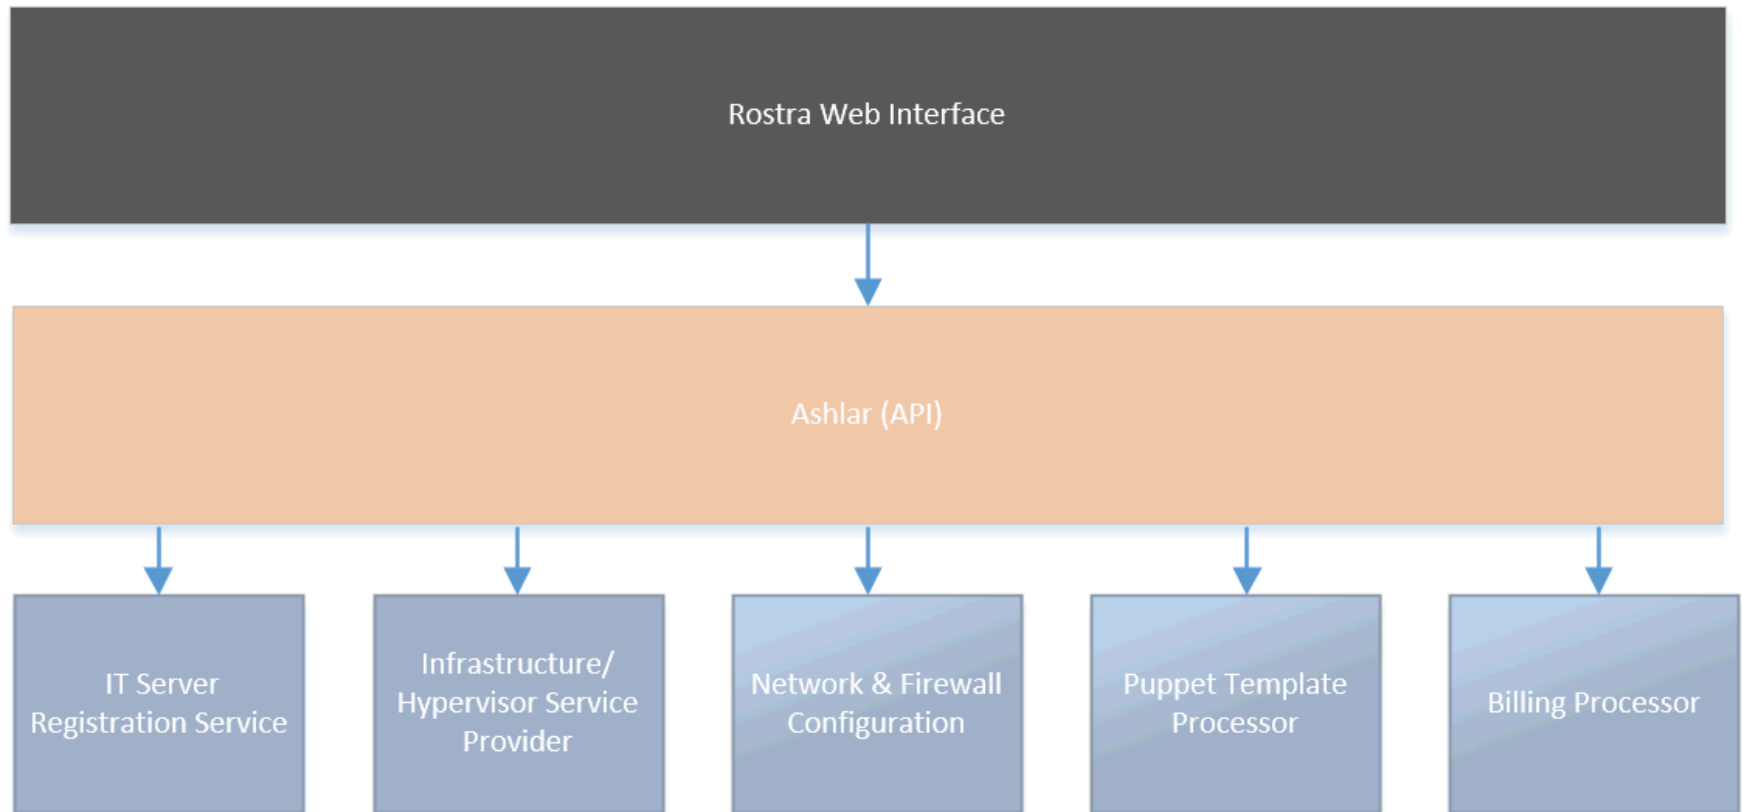 Rostra Web Interface
Ashlar (API)
IT Server
Registration Service
Infrastructure/
Hypervisor Service
Provider
Network & Firewall
Configuration
Puppet Template
Processor
Billing Processor